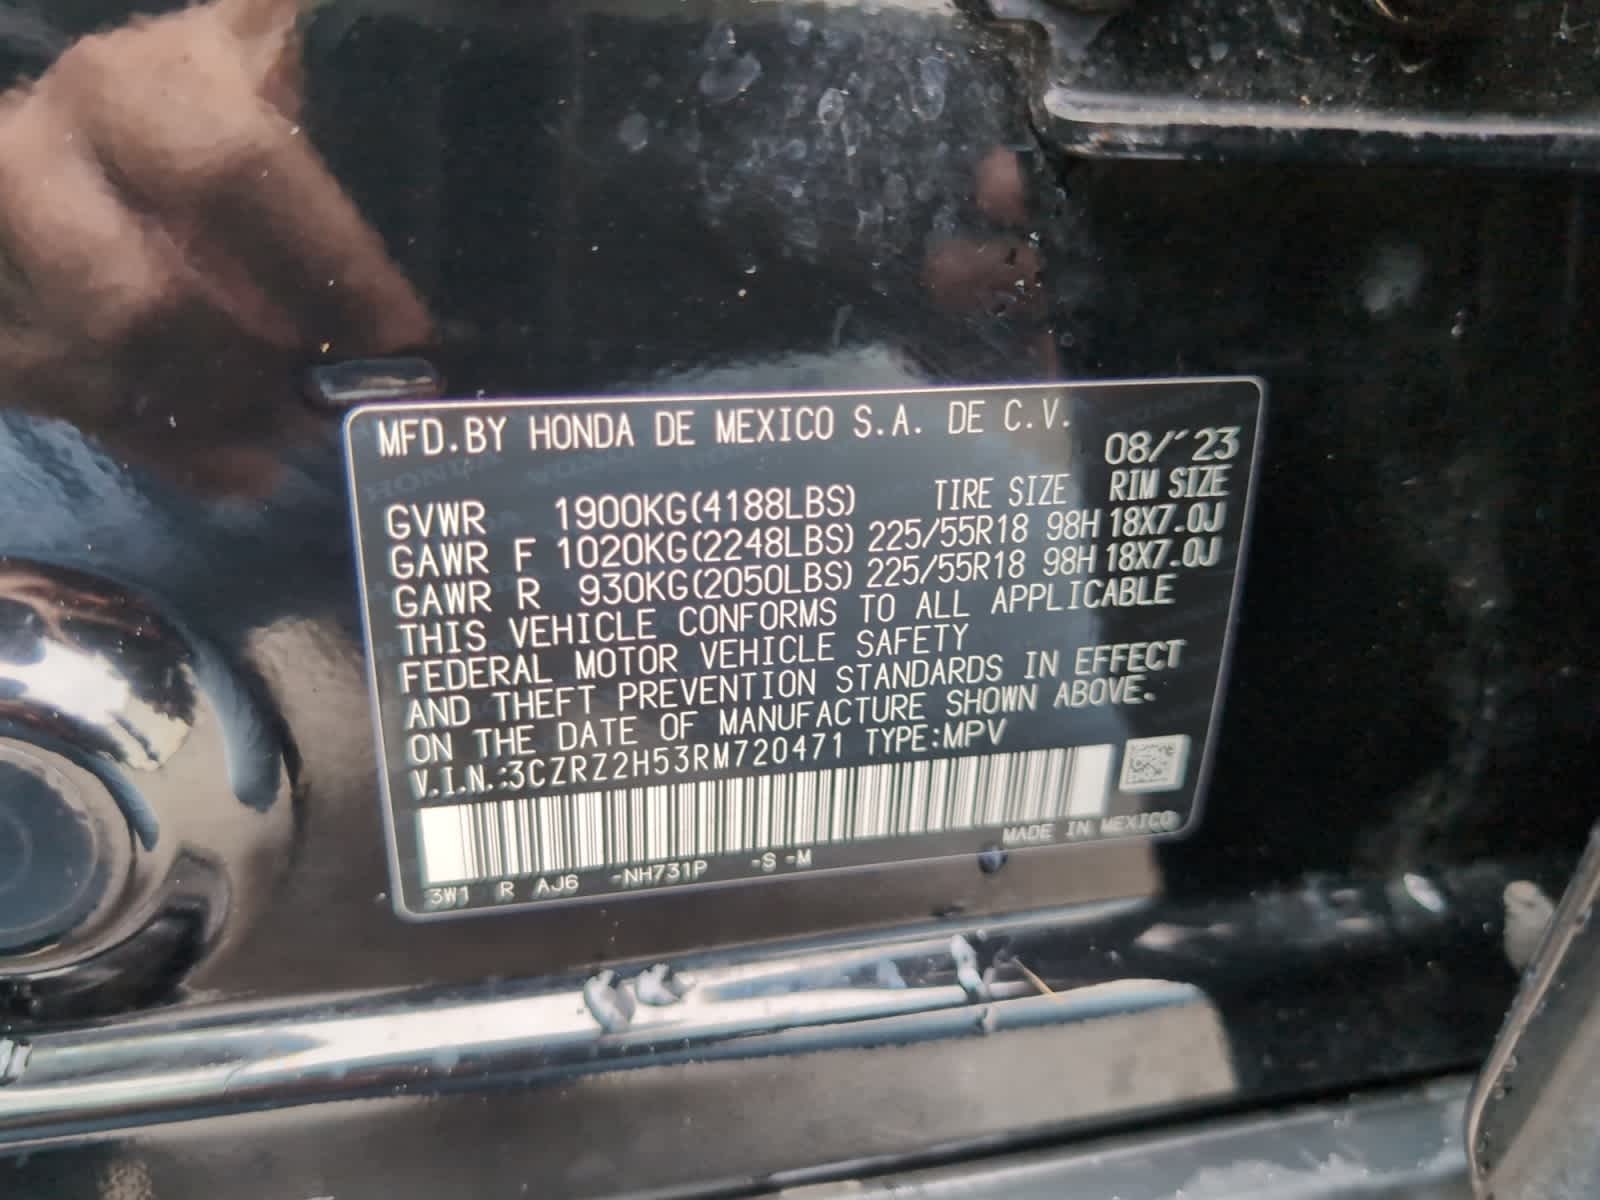 MFD.BY HONDA DE MEXICO S.A. DE C.V.
08/´23
GVWR 1900KG(4188LBS) TIRE SIZE RIM SIZE
GAWR F 1020KG(2248LBS) 225/55R18 98H 18X7.0J
GAWR R 930KG(2050LBS) 225/55R18 98H 18X7.0J
THIS VEHICLE CONFORMS TO ALL APPLICABLE
FEDERAL MOTOR VEHICLE SAFETY
AND THEFT PREVENTION STANDARDS IN EFFECT
ON THE DATE OF MANUFACTURE SHOWN ABOVE.
V.I.N.:3CZRZ2H53RM720471 TYPE:MPV
MADE IN MEXICO
3W1 R AJ6 -NH731P -S -M